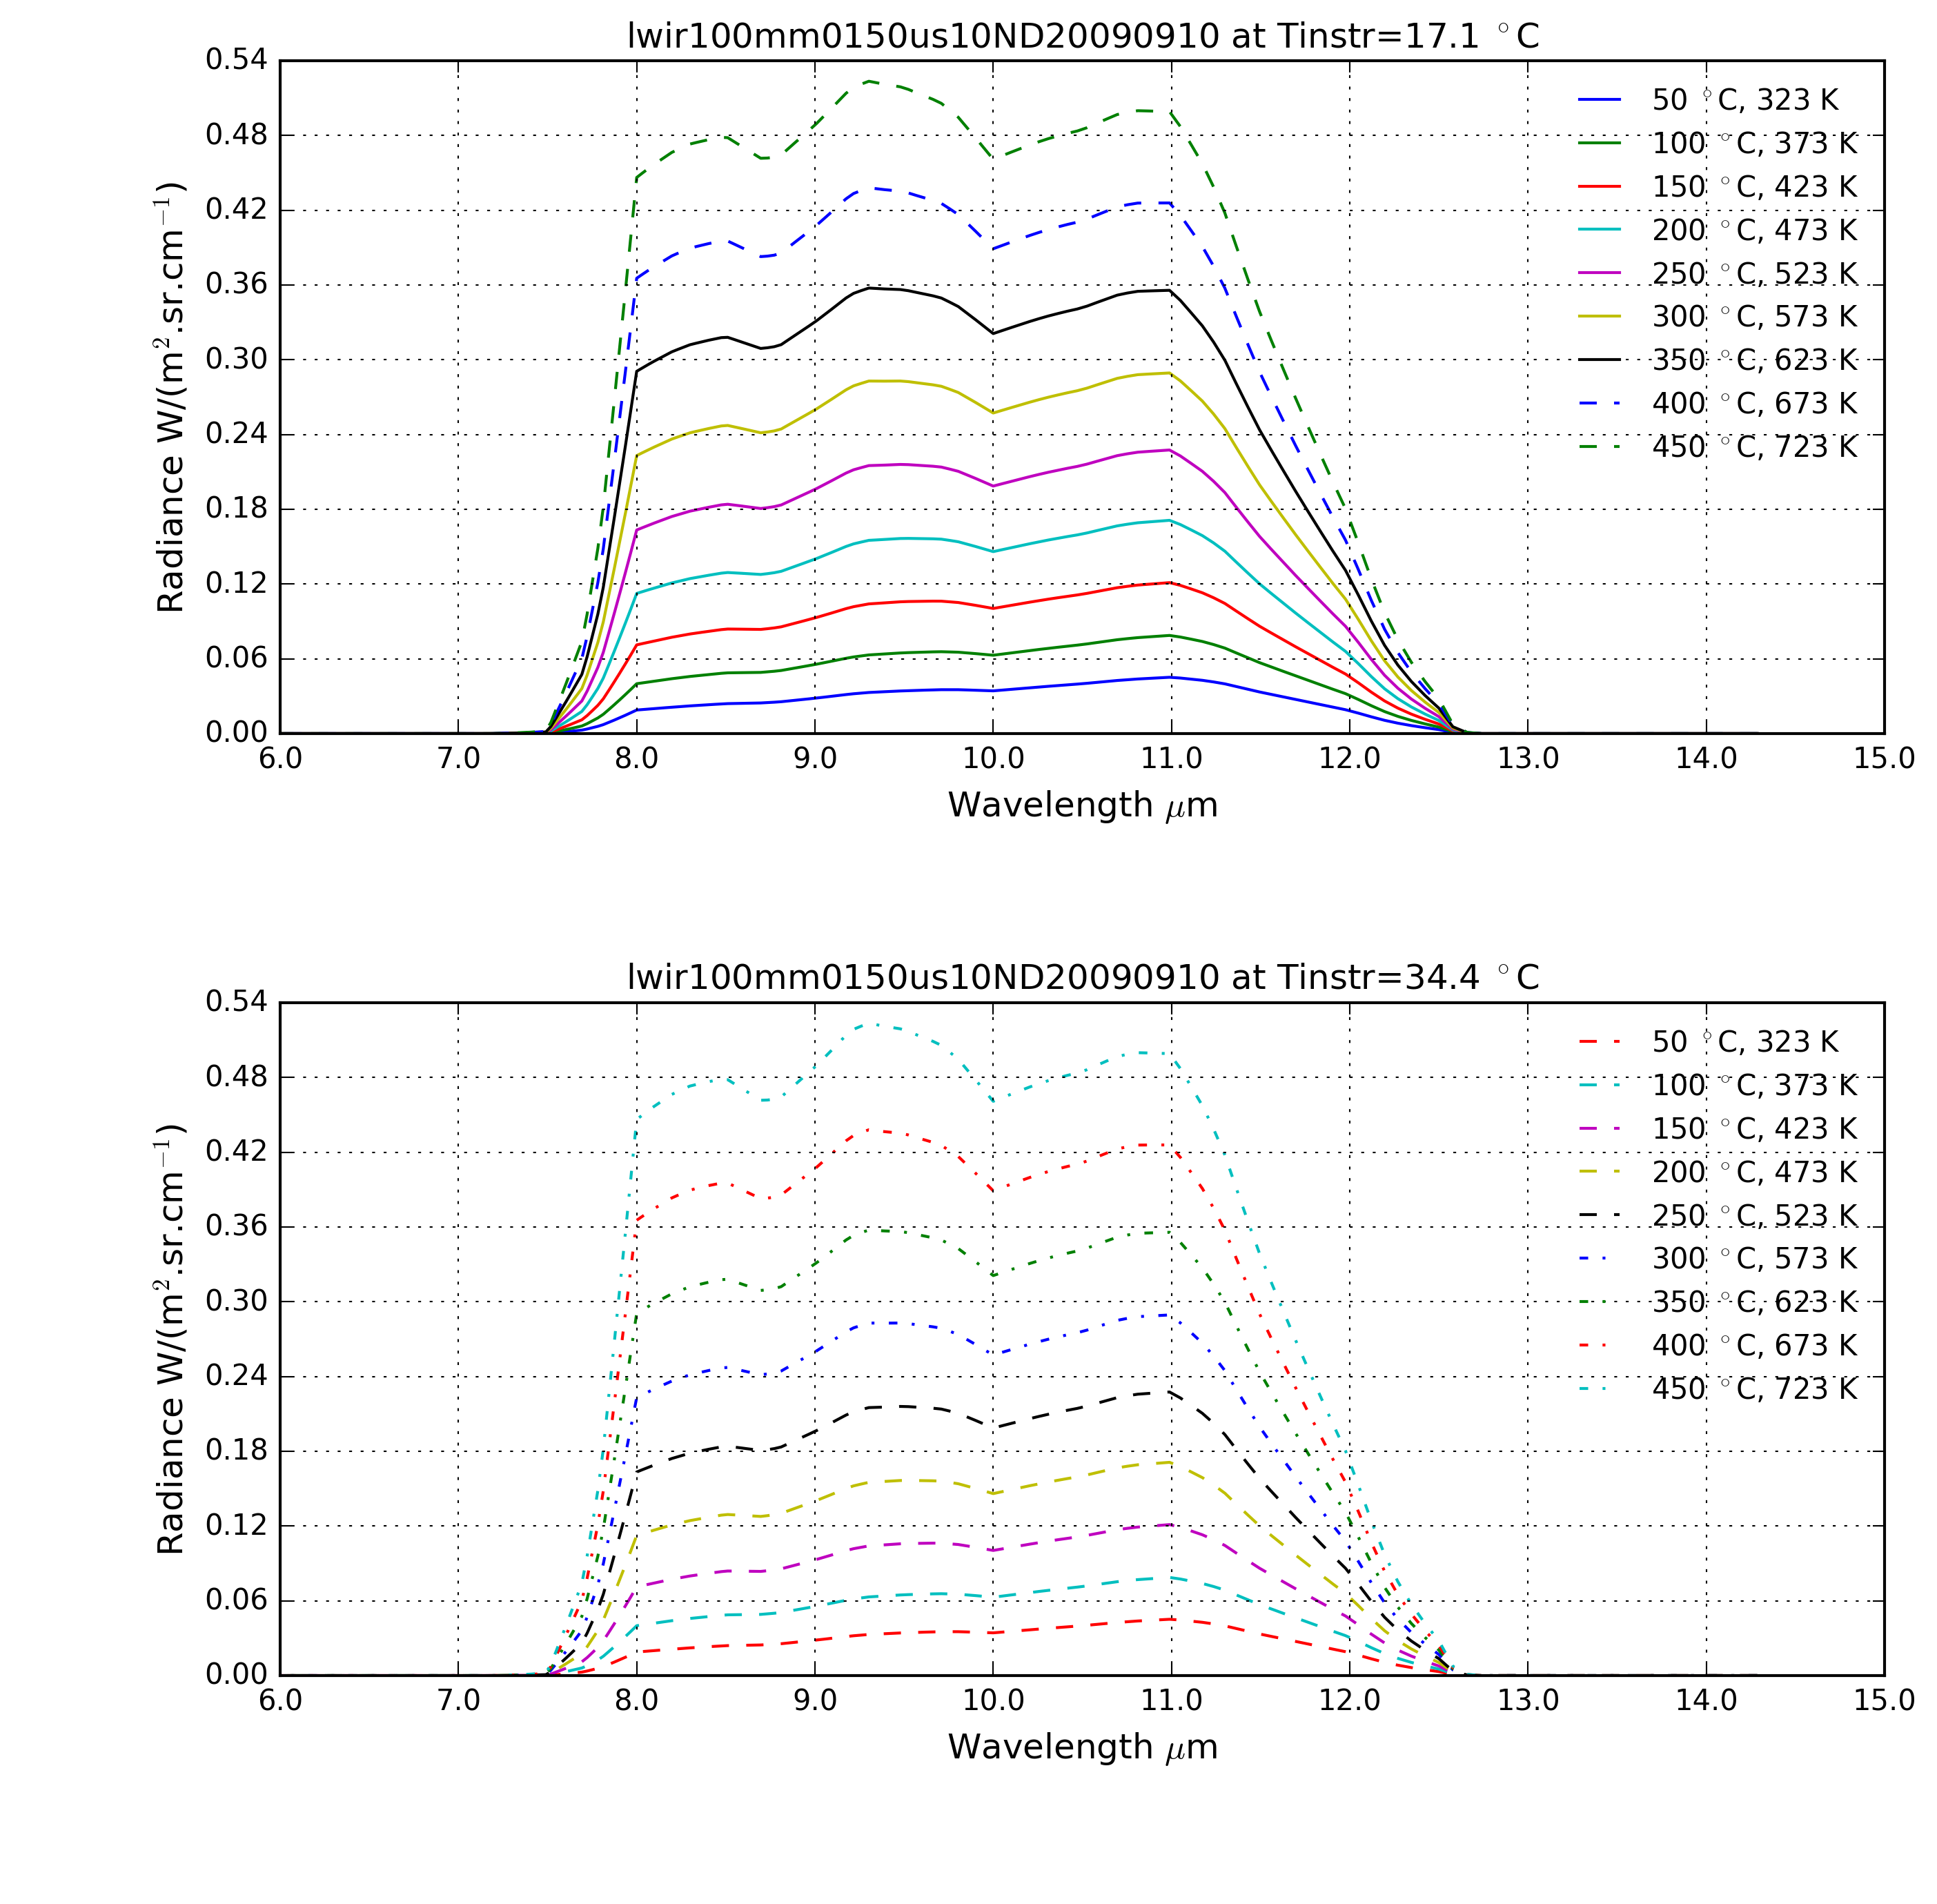 lwir100mm0150us10ND20090910 at Tinstr=17.1 °C
0.54
0.48
0.42
0.36
0.30
0.24
0.18
0.12
0.06
0.00
Radiance W/(m².sr.cm⁻¹)
50 °C, 323 K
100 °C, 373 K
150 °C, 423 K
200 °C, 473 K
250 °C, 523 K
300 °C, 573 K
350 °C, 623 K
400 °C, 673 K
450 °C, 723 K
6.0 7.0 8.0 9.0 10.0 11.0 12.0 13.0 14.0 15.0
Wavelength μm
lwir100mm0150us10ND20090910 at Tinstr=34.4 °C
0.54
0.48
0.42
0.36
0.30
0.24
0.18
0.12
0.06
0.00
Radiance W/(m².sr.cm⁻¹)
50 °C, 323 K
100 °C, 373 K
150 °C, 423 K
200 °C, 473 K
250 °C, 523 K
300 °C, 573 K
350 °C, 623 K
400 °C, 673 K
450 °C, 723 K
6.0 7.0 8.0 9.0 10.0 11.0 12.0 13.0 14.0 15.0
Wavelength μm